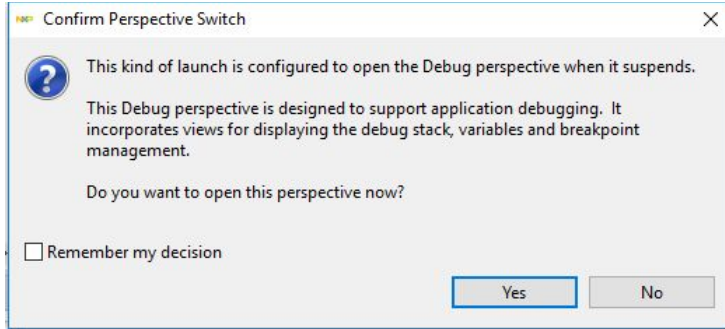 NXP Confirm Perspective Switch
This kind of launch is configured to open the Debug perspective when it suspends.
This Debug perspective is designed to support application debugging. It
incorporates views for displaying the debug stack, variables and breakpoint
management.
Do you want to open this perspective now?
Remember my decision
Yes No